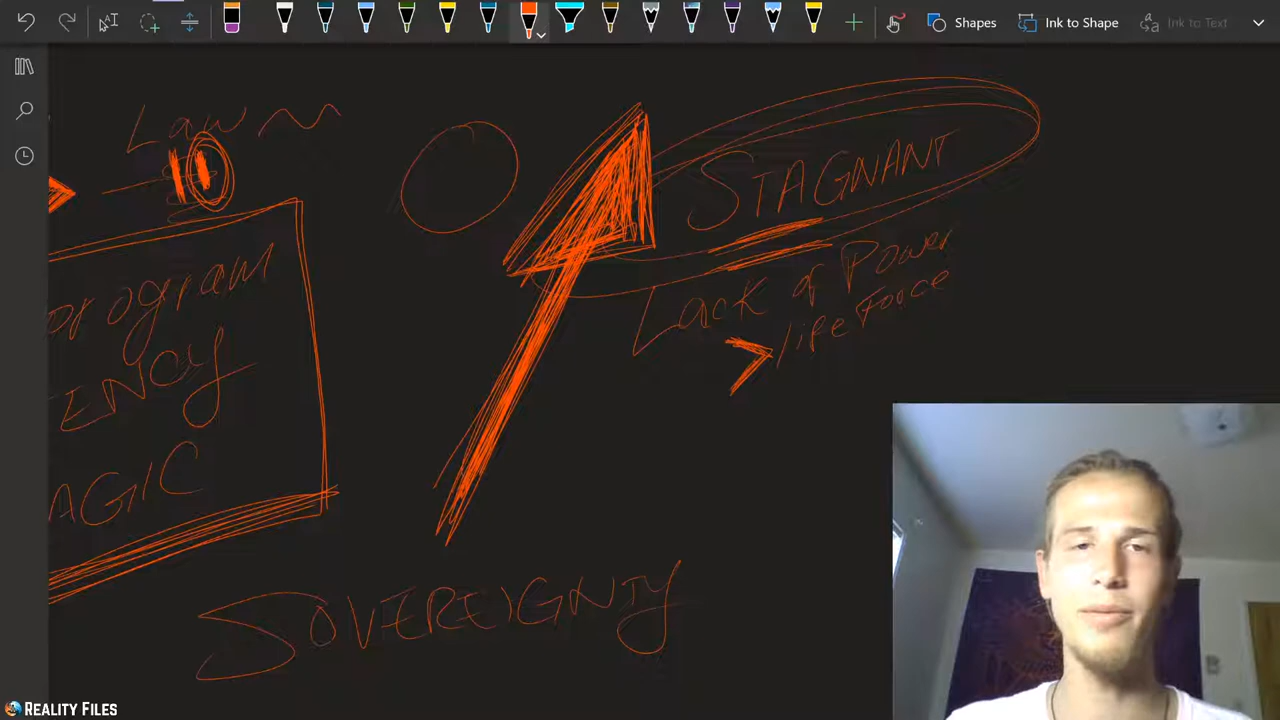 Shapes
Ink to Shape
Ink to Text
Law
STAGNANT
Lack of Power
life Force
program
ENCY
AGIC
SOVEREIGNTY
REALITY FILES